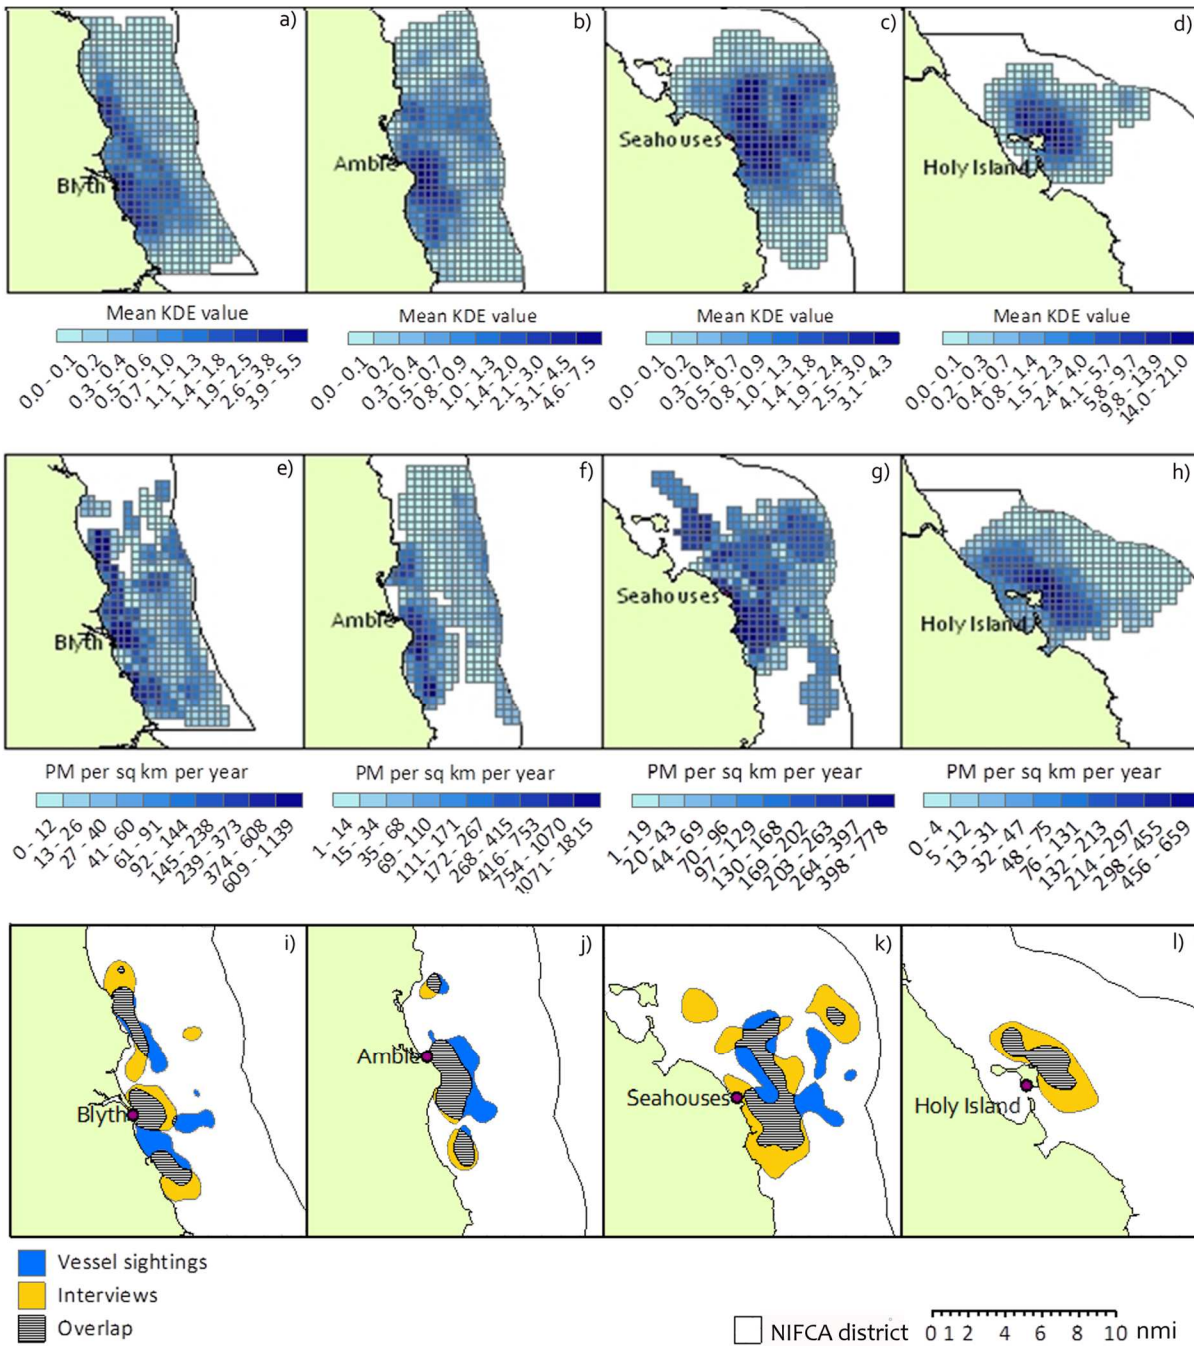 a) b) c) d)
Blyth Amble Seahouses Holy Island
Mean KDE value Mean KDE value Mean KDE value Mean KDE value
0.0 - 0.1 0.2 0.3 - 0.4 0.5 - 0.6 0.7 - 1.0 1.1 - 1.3 1.4 - 1.8 1.9 - 2.5 2.6 - 3.8 3.9 - 5.5
0.0 - 0.1 0.2 0.3 - 0.4 0.5 - 0.7 0.8 - 0.9 1.0 - 1.3 1.4 - 2.0 2.1 - 3.0 3.1 - 4.5 4.6 - 7.5
0.0 - 0.1 0.2 0.3 - 0.4 0.5 - 0.7 0.8 - 0.9 1.0 - 1.3 1.4 - 1.8 1.9 - 2.4 2.5 - 3.0 3.1 - 4.3
0.0 - 0.1 0.2 - 0.3 0.4 - 0.7 0.8 - 1.4 1.5 - 2.3 2.4 - 4.0 4.1 - 5.7 5.8 - 9.7 9.8 - 13.9 14.0 - 21.0
e) f) g) h)
Blyth Amble Seahouses Holy Island
PM per sq km per year PM per sq km per year PM per sq km per year PM per sq km per year
0 - 12 13 - 26 27 - 40 41 - 60 61 - 91 92 - 144 145 - 238 239 - 373 374 - 608 609 - 1139
1 - 14 15 - 34 35 - 68 69 - 110 111 - 171 172 - 267 268 - 415 416 - 753 754 - 1070 1071 - 1815
1 - 19 20 - 43 44 - 69 70 - 96 97 - 129 130 - 168 169 - 202 203 - 263 264 - 397 398 - 778
0 - 4 5 - 12 13 - 31 32 - 47 48 - 75 76 - 131 132 - 213 214 - 297 298 - 455 456 - 659
i) j) k) l)
Blyth Amble Seahouses Holy Island
Vessel sightings
Interviews
Overlap
NIFCA district 0 1 2 4 6 8 10 nmi